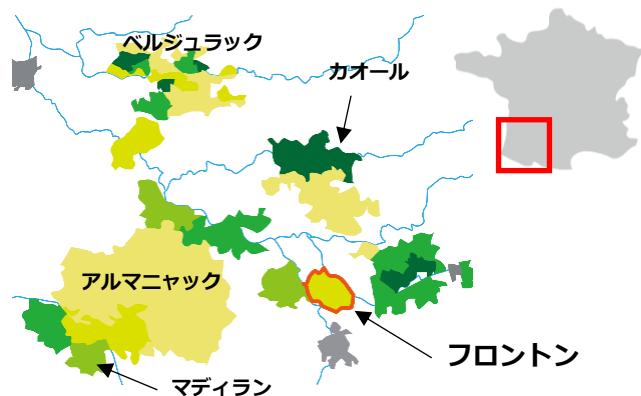 ベルジュラック
カオール
アルマニャック
フロントン
マディラン